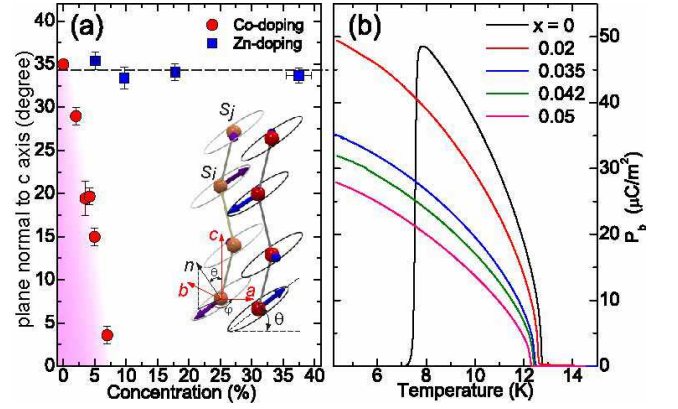 (a)
Co-doping
Zn-doping
plane normal to c axis (degree)
40
35
30
25
20
15
10
5
0
0 5 10 15 20 25 30 35 40
Concentration (%)
Sj
Si
c
n
θ
b
a
φ
θ
(b)
x = 0
0.02
0.035
0.042
0.05
50
40
30
20
10
0
P_b (μC/m²)
6 8 10 12 14
Temperature (K)